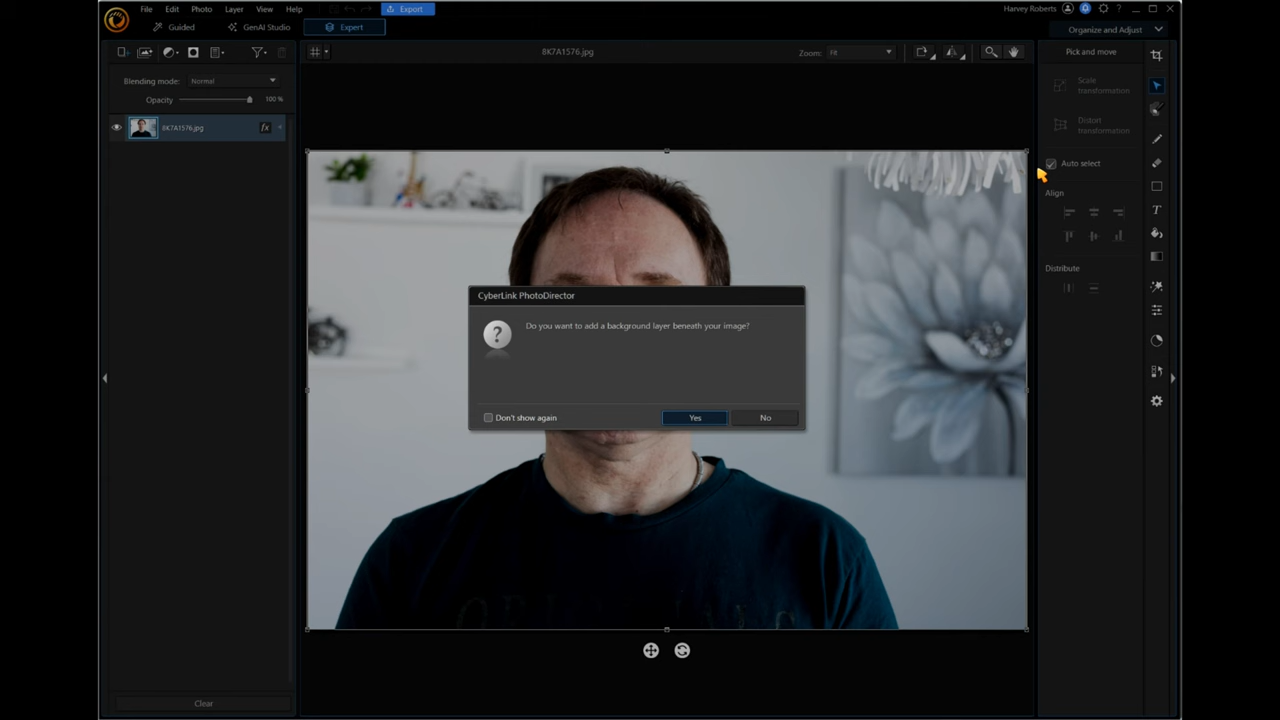 File Edit Photo Layer View Help Export Harvey Roberts ?
Guided GenAI Studio Expert Organize and Adjust
8K7A1576.jpg Zoom: Fit Pick and move
Blending mode: Normal
Opacity 100 %
Scale
transformation
8K7A1576.jpg fx
Distort
transformation
Auto select
Align
T
Distribute
CyberLink PhotoDirector
Do you want to add a background layer beneath your image?
?
Don't show again Yes No
Clear